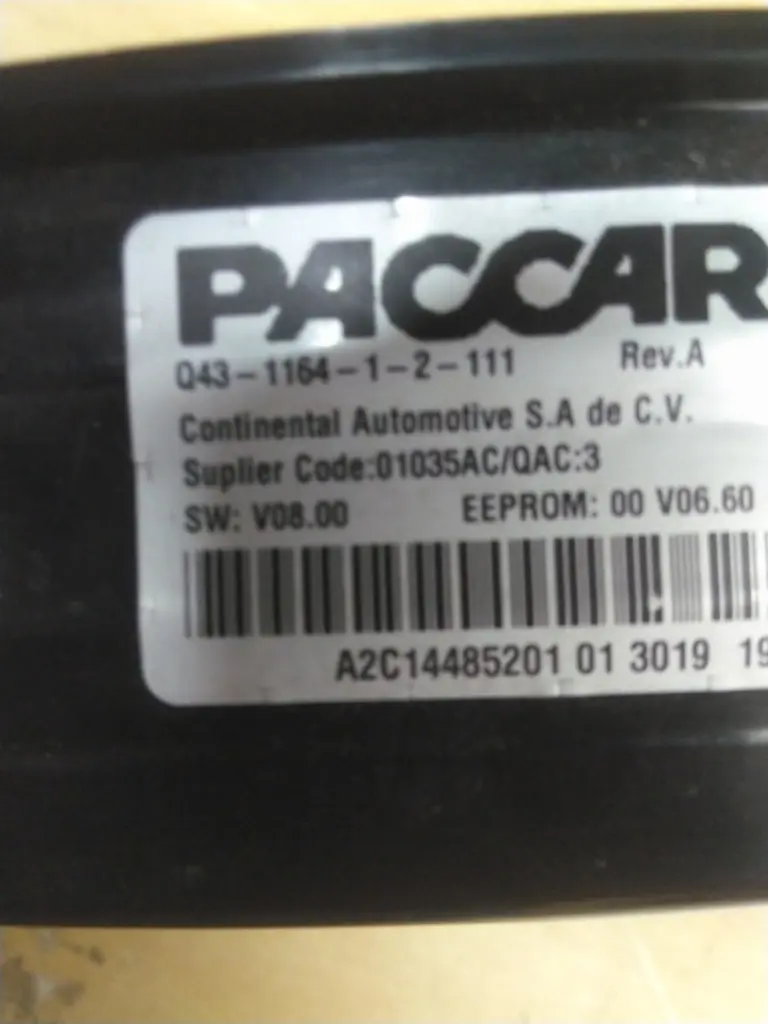 PACCAR
Q43-1164-1-2-111 Rev.A
Continental Automotive S.A de C.V.
Suplier Code:01035AC/QAC:3
SW: V08.00 EEPROM: 00 V06.60
A2C14485201 01 3019 19